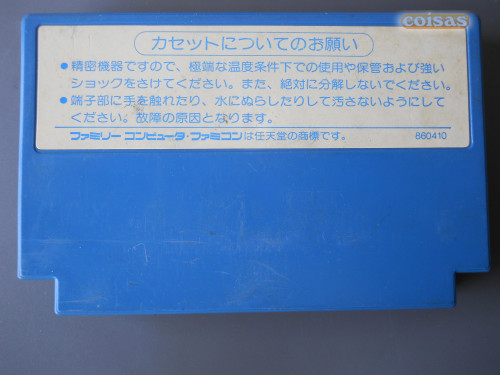 coisas
カセットについてのお願い
●精密機器ですので、極端な温度条件下での使用や保管および強い
ショックをさけてください。また、絶対に分解しないでください。
●端子部に手を触れたり、水にぬらしたりして汚さないようにして
ください。故障の原因となります。
ファミリー コンピュータ・ファミコンは任天堂の商標です。 880410